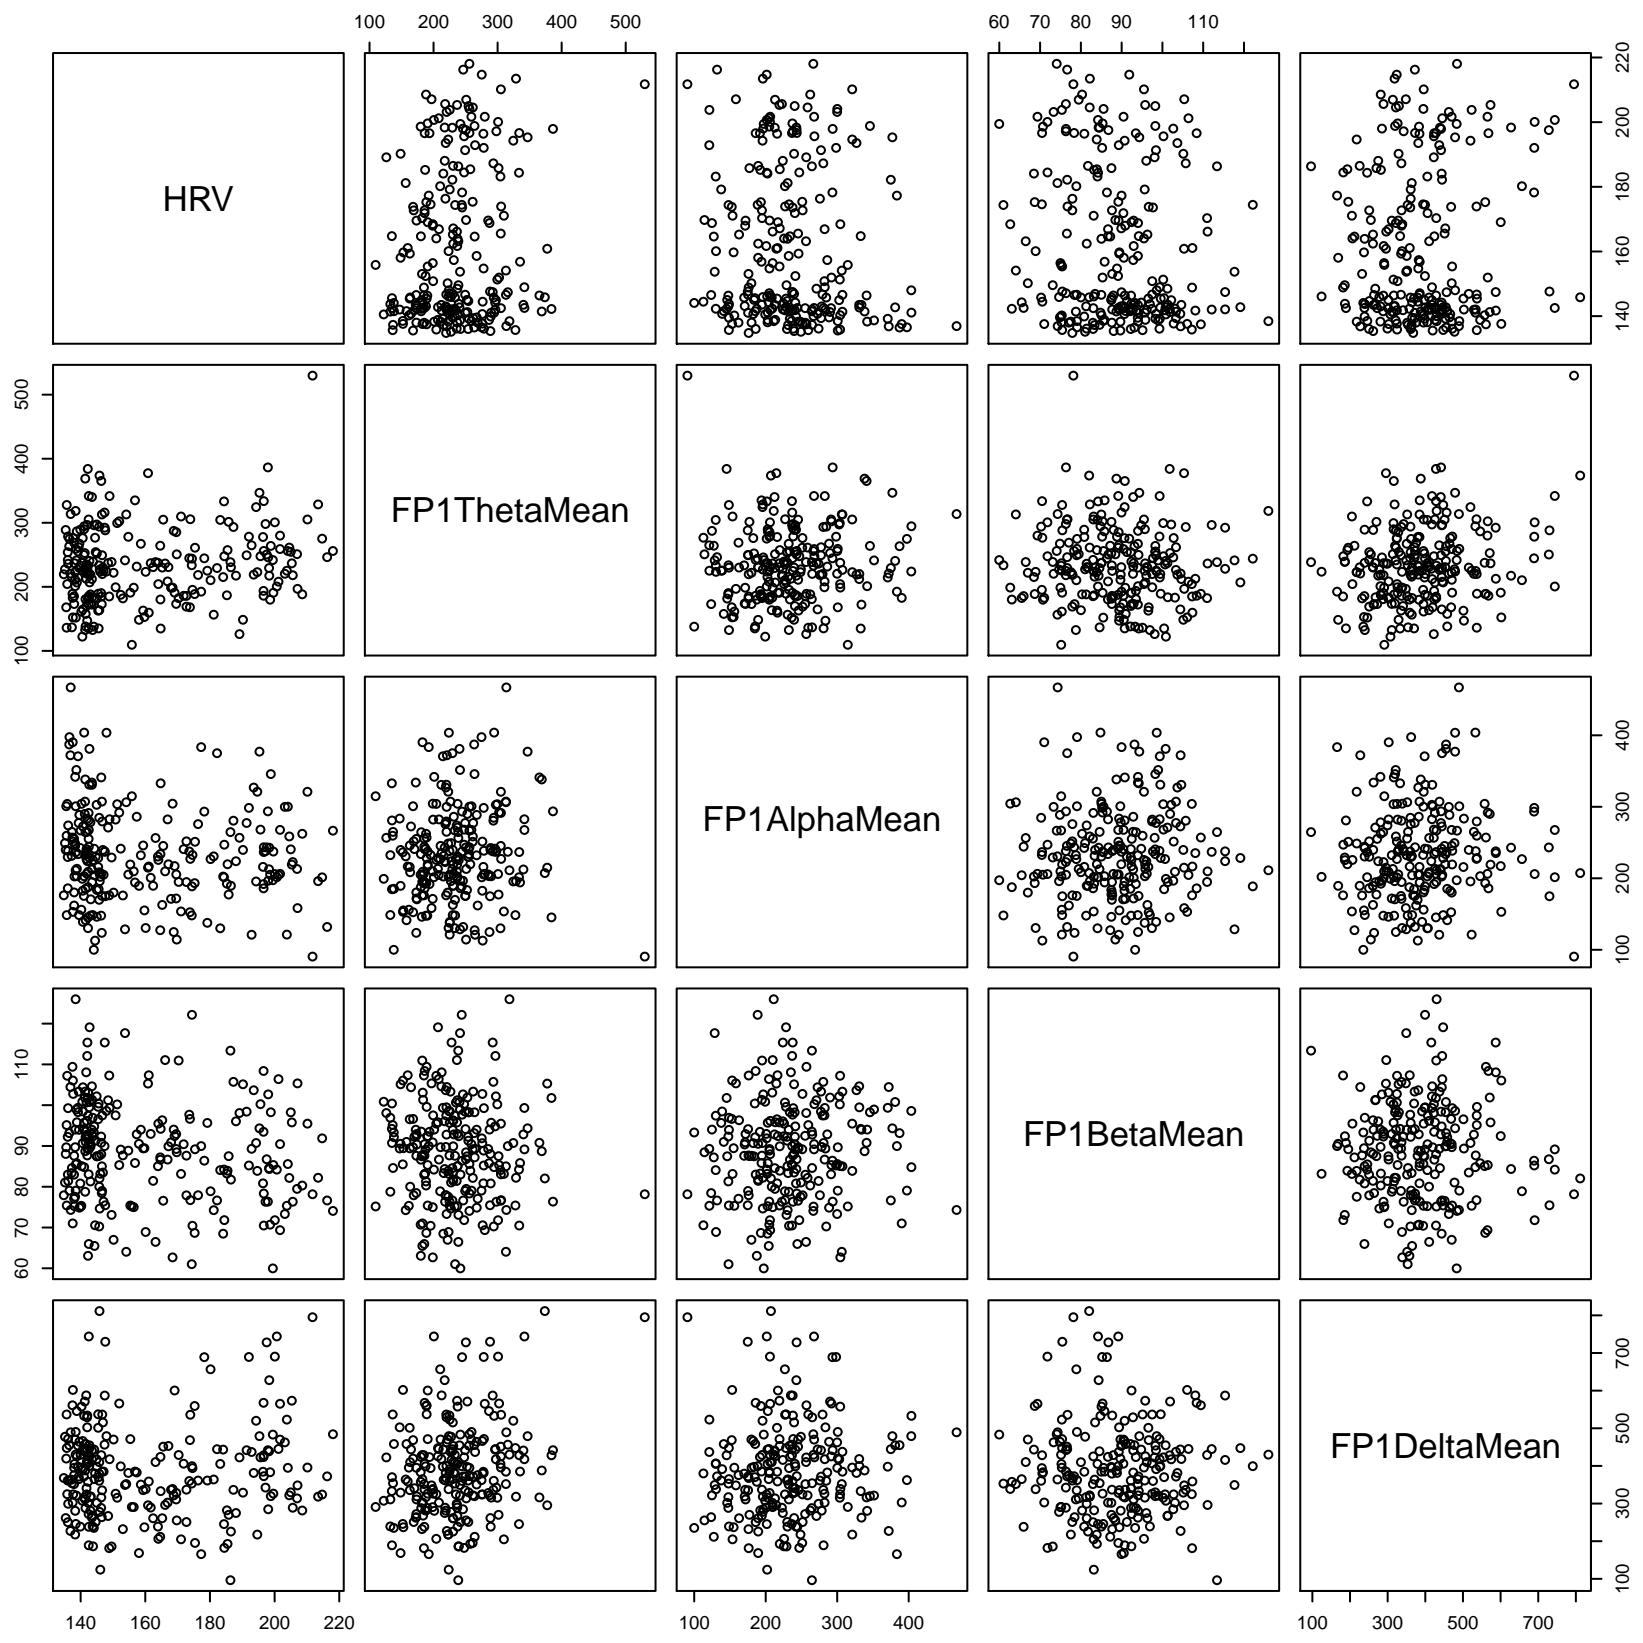 100 200 300 400 500
60 70 80 90 110
HRV
140 160 180 200 220
100 200 300 400 500
FP1ThetaMean
FP1AlphaMean
100 200 300 400
60 70 80 90 110
FP1BetaMean
FP1DeltaMean
100 300 500 700
140 160 180 200 220
100 200 300 400
100 300 500 700